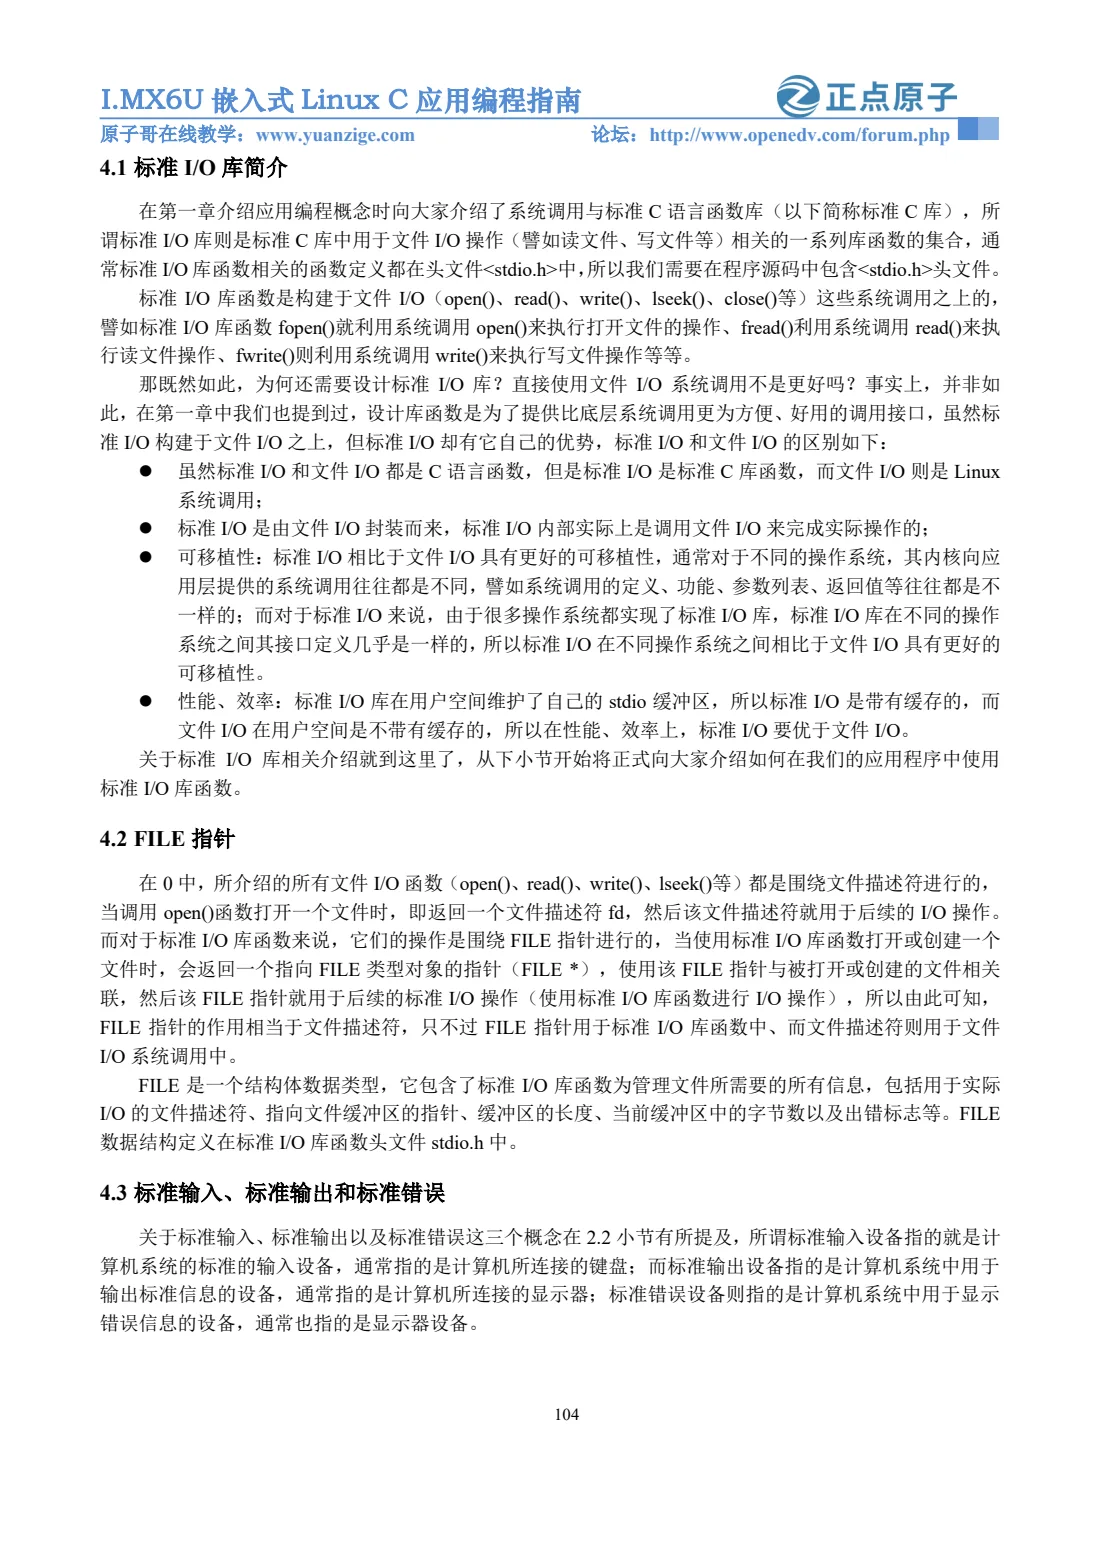 I.MX6U 嵌入式 Linux C 应用编程指南
正点原子
原子哥在线教学：www.yuanzige.com 论坛：http://www.openedv.com/forum.php
4.1 标准 I/O 库简介
在第一章介绍应用编程概念时向大家介绍了系统调用与标准 C 语言函数库（以下简称标准 C 库），所
谓标准 I/O 库则是标准 C 库中用于文件 I/O 操作（譬如读文件、写文件等）相关的一系列库函数的集合，通
常标准 I/O 库函数相关的函数定义都在头文件<stdio.h>中，所以我们需要在程序源码中包含<stdio.h>头文件。
标准 I/O 库函数是构建于文件 I/O（open()、read()、write()、lseek()、close()等）这些系统调用之上的，
譬如标准 I/O 库函数 fopen()就利用系统调用 open()来执行打开文件的操作、fread()利用系统调用 read()来执
行读文件操作、fwrite()则利用系统调用 write()来执行写文件操作等等。
那既然如此，为何还需要设计标准 I/O 库？直接使用文件 I/O 系统调用不是更好吗？事实上，并非如
此，在第一章中我们也提到过，设计库函数是为了提供比底层系统调用更为方便、好用的调用接口，虽然标
准 I/O 构建于文件 I/O 之上，但标准 I/O 却有它自己的优势，标准 I/O 和文件 I/O 的区别如下：
● 虽然标准 I/O 和文件 I/O 都是 C 语言函数，但是标准 I/O 是标准 C 库函数，而文件 I/O 则是 Linux
系统调用；
● 标准 I/O 是由文件 I/O 封装而来，标准 I/O 内部实际上是调用文件 I/O 来完成实际操作的；
● 可移植性：标准 I/O 相比于文件 I/O 具有更好的可移植性，通常对于不同的操作系统，其内核向应
用层提供的系统调用往往都是不同，譬如系统调用的定义、功能、参数列表、返回值等往往都是不
一样的；而对于标准 I/O 来说，由于很多操作系统都实现了标准 I/O 库，标准 I/O 库在不同的操作
系统之间其接口定义几乎是一样的，所以标准 I/O 在不同操作系统之间相比于文件 I/O 具有更好的
可移植性。
● 性能、效率：标准 I/O 库在用户空间维护了自己的 stdio 缓冲区，所以标准 I/O 是带有缓存的，而
文件 I/O 在用户空间是不带有缓存的，所以在性能、效率上，标准 I/O 要优于文件 I/O。
关于标准 I/O 库相关介绍就到这里了，从下小节开始将正式向大家介绍如何在我们的应用程序中使用
标准 I/O 库函数。
4.2 FILE 指针
在 0 中，所介绍的所有文件 I/O 函数（open()、read()、write()、lseek()等）都是围绕文件描述符进行的，
当调用 open()函数打开一个文件时，即返回一个文件描述符 fd，然后该文件描述符就用于后续的 I/O 操作。
而对于标准 I/O 库函数来说，它们的操作是围绕 FILE 指针进行的，当使用标准 I/O 库函数打开或创建一个
文件时，会返回一个指向 FILE 类型对象的指针（FILE *），使用该 FILE 指针与被打开或创建的文件相关
联，然后该 FILE 指针就用于后续的标准 I/O 操作（使用标准 I/O 库函数进行 I/O 操作），所以由此可知，
FILE 指针的作用相当于文件描述符，只不过 FILE 指针用于标准 I/O 库函数中、而文件描述符则用于文件
I/O 系统调用中。
FILE 是一个结构体数据类型，它包含了标准 I/O 库函数为管理文件所需要的所有信息，包括用于实际
I/O 的文件描述符、指向文件缓冲区的指针、缓冲区的长度、当前缓冲区中的字节数以及出错标志等。FILE
数据结构定义在标准 I/O 库函数头文件 stdio.h 中。
4.3 标准输入、标准输出和标准错误
关于标准输入、标准输出以及标准错误这三个概念在 2.2 小节有所提及，所谓标准输入设备指的就是计
算机系统的标准的输入设备，通常指的是计算机所连接的键盘；而标准输出设备指的是计算机系统中用于
输出标准信息的设备，通常指的是计算机所连接的显示器；标准错误设备则指的是计算机系统中用于显示
错误信息的设备，通常也指的是显示器设备。
104